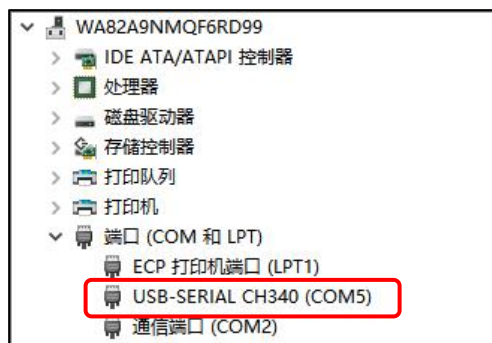 WA82A9NMQF6RD99
IDE ATA/ATAPI 控制器
处理器
磁盘驱动器
存储控制器
打印队列
打印机
端口 (COM 和 LPT)
ECP 打印机端口 (LPT1)
USB-SERIAL CH340 (COM5)
通信端口 (COM2)